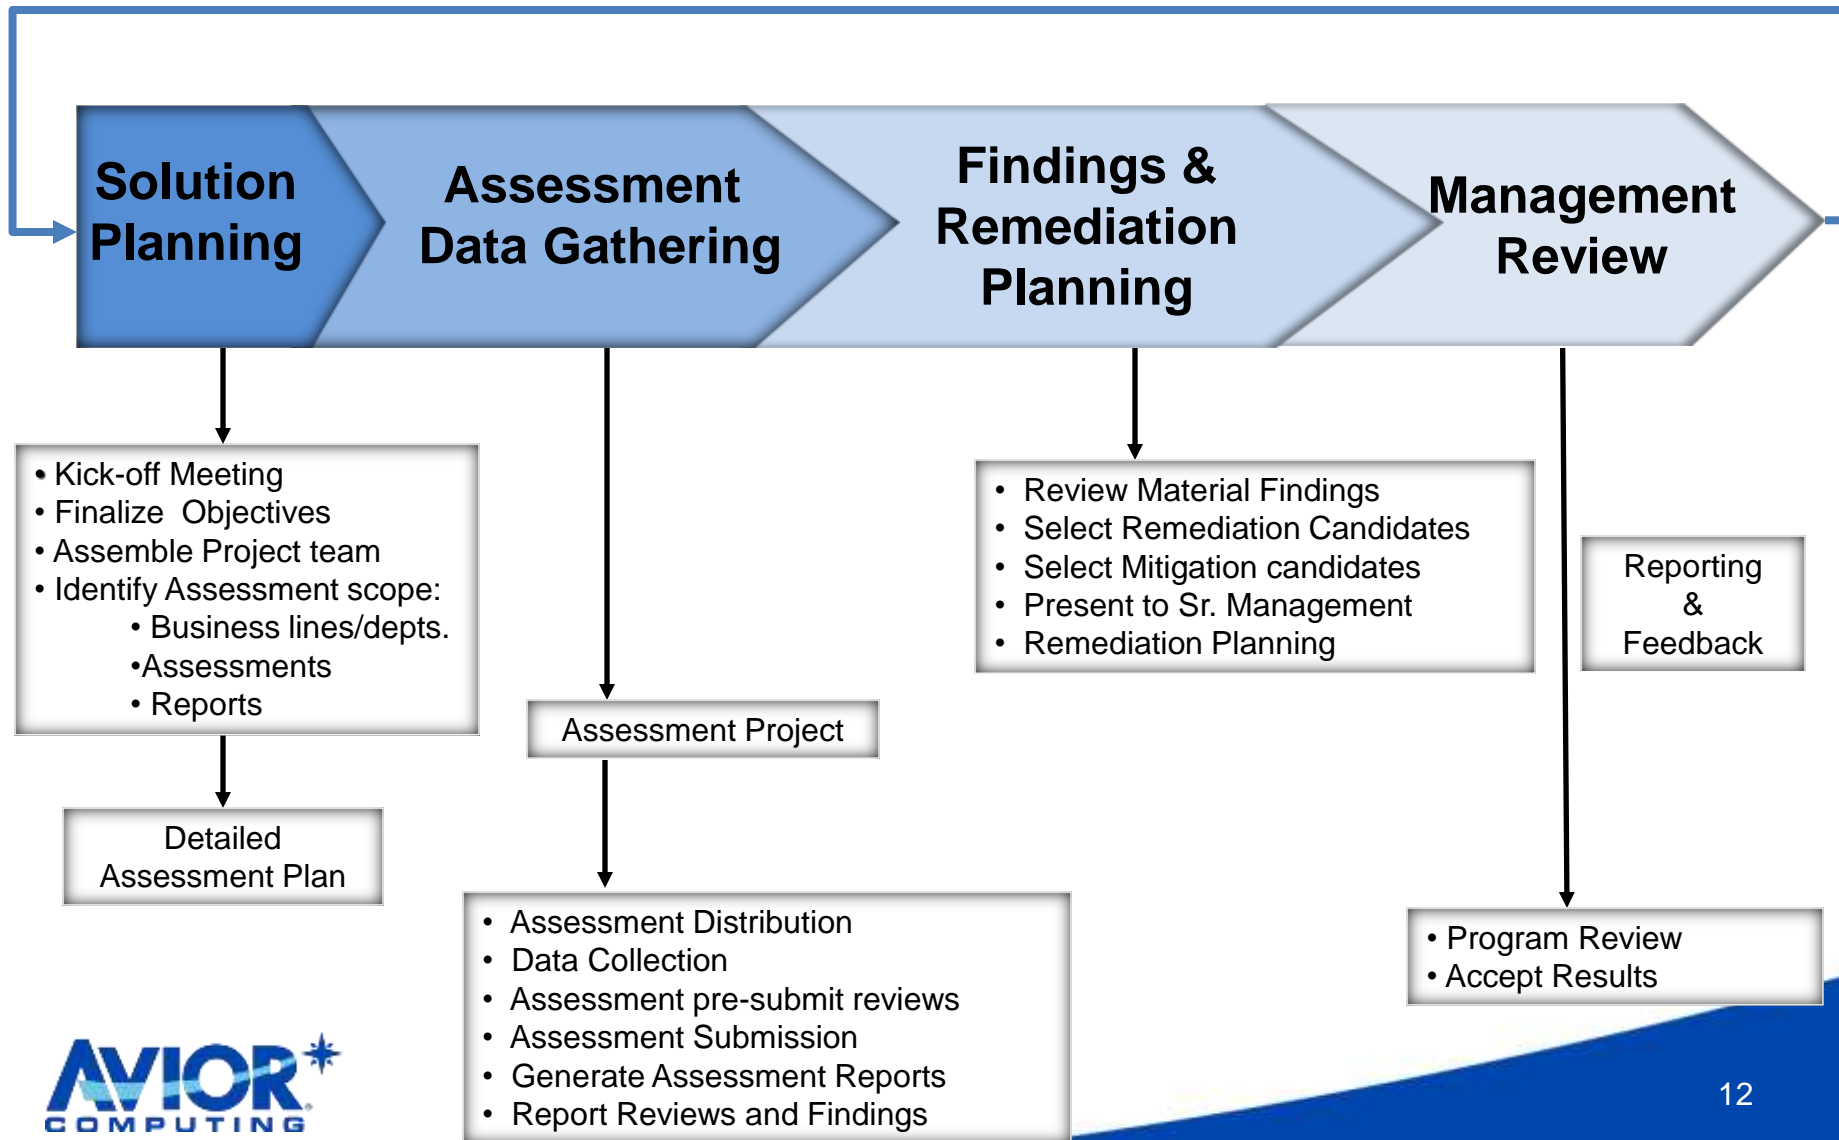 Solution
Planning
Assessment
Data Gathering
Findings &
Remediation
Planning
Management
Review
• Kick-off Meeting
• Finalize  Objectives
• Assemble Project team
• Identify Assessment scope:
• Business lines/depts.
•Assessments
• Reports
Detailed
Assessment Plan
Assessment Project
• Assessment Distribution
• Data Collection
• Assessment pre-submit reviews
• Assessment Submission
• Generate Assessment Reports
• Report Reviews and Findings
• Review Material Findings
• Select Remediation Candidates
• Select Mitigation candidates
• Present to Sr. Management
• Remediation Planning
Reporting
&
Feedback
• Program Review
• Accept Results
AVIOR
COMPUTING
12